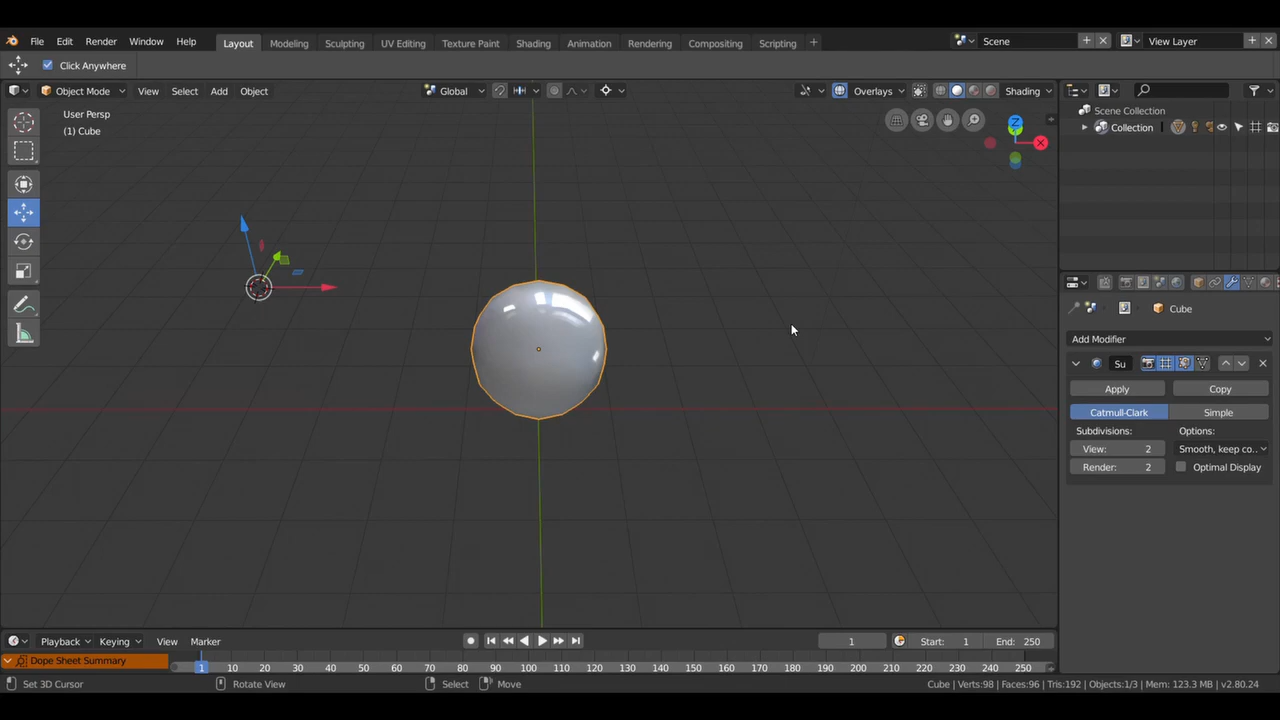 File Edit Render Window Help Layout Modeling Sculpting UV Editing Texture Paint Shading Animation Rendering Compositing Scripting + Scene View Layer
Click Anywhere
Object Mode View Select Add Object Global Overlays Shading
User Persp
(1) Cube
Z
X
Scene Collection
Collection
Cube
Add Modifier
Su
Apply Copy
Catmull-Clark Simple
Subdivisions: Options:
View: 2 Smooth, keep co..
Render: 2 Optimal Display
Playback Keying View Marker 1 Start: 1 End: 250
Dope Sheet Summary 1 10 20 30 40 50 60 70 80 90 100 110 120 130 140 150 160 170 180 190 200 210 220 230 240 250
Set 3D Cursor Rotate View Select Move Cube | Verts:98 | Faces:96 | Tris:192 | Objects:1/3 | Mem: 123.3 MB | v2.80.24